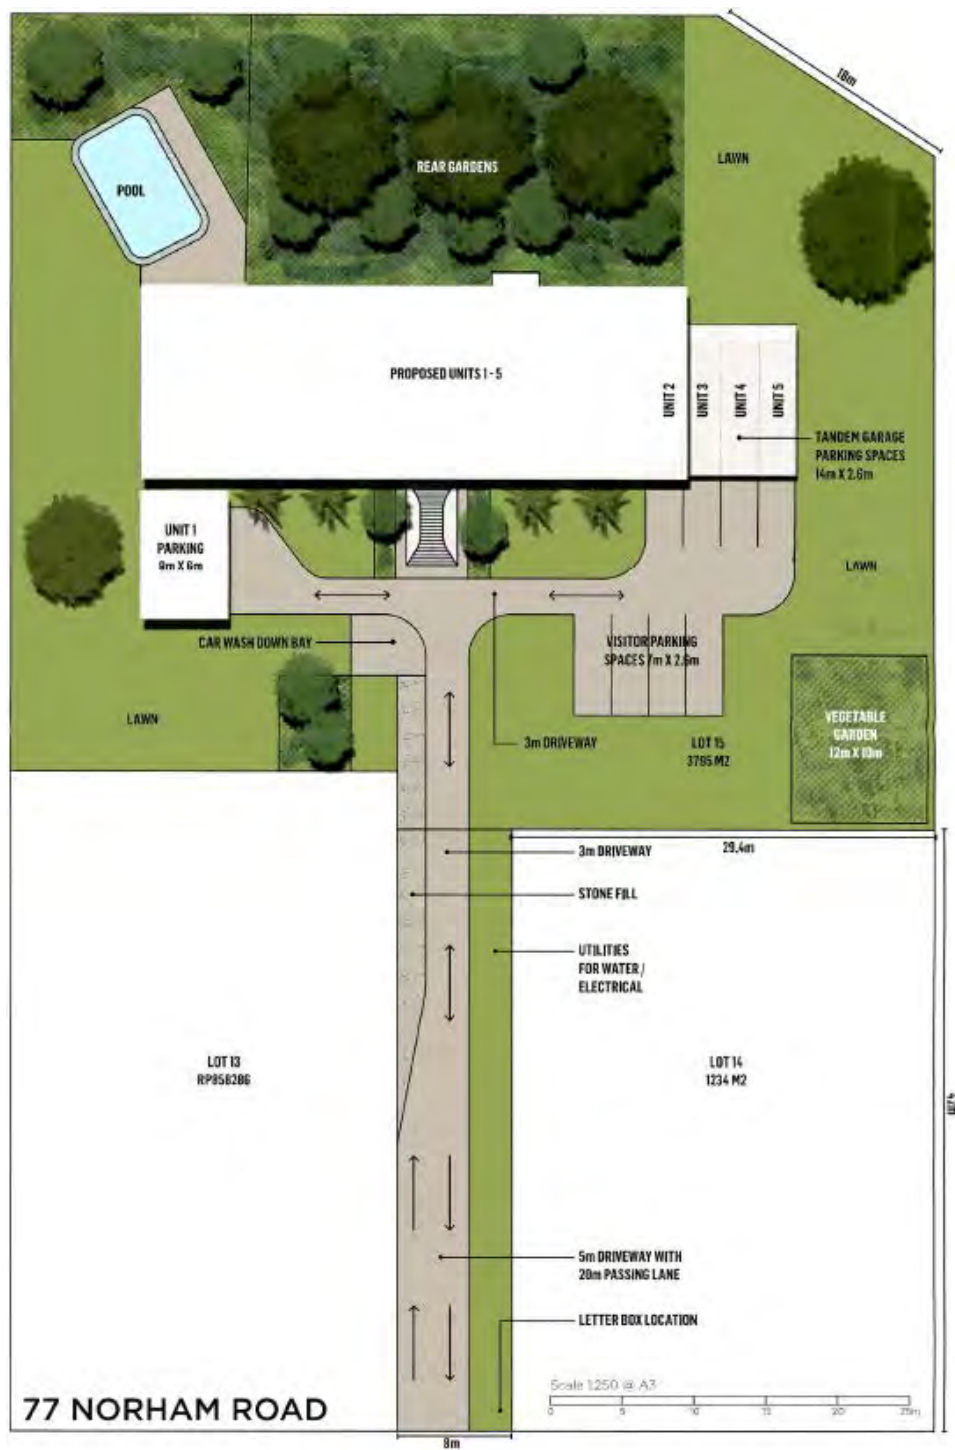 18m
LAWN
REAR GARDENS
POOL
PROPOSED UNITS 1 - 5
UNIT 2
UNIT 3
UNIT 4
UNIT 5
TANDEM GARAGE
PARKING SPACES
14m X 2.6m
UNIT 1
PARKING
9m X 6m
LAWN
CAR WASH DOWN BAY
VISITOR PARKING
SPACES 7m X 2.6m
LAWN
3m DRIVEWAY
LOT 15
3795 M2
VEGETABLE
GARDEN
12m X 10m
3m DRIVEWAY
29.4m
STONE FILL
UTILITIES
FOR WATER /
ELECTRICAL
LOT 13
RP858286
LOT 14
1234 M2
5m DRIVEWAY WITH
20m PASSING LANE
LETTER BOX LOCATION
Scale 1:250 @ A3
0 5 10 15 25m
77 NORHAM ROAD
8m